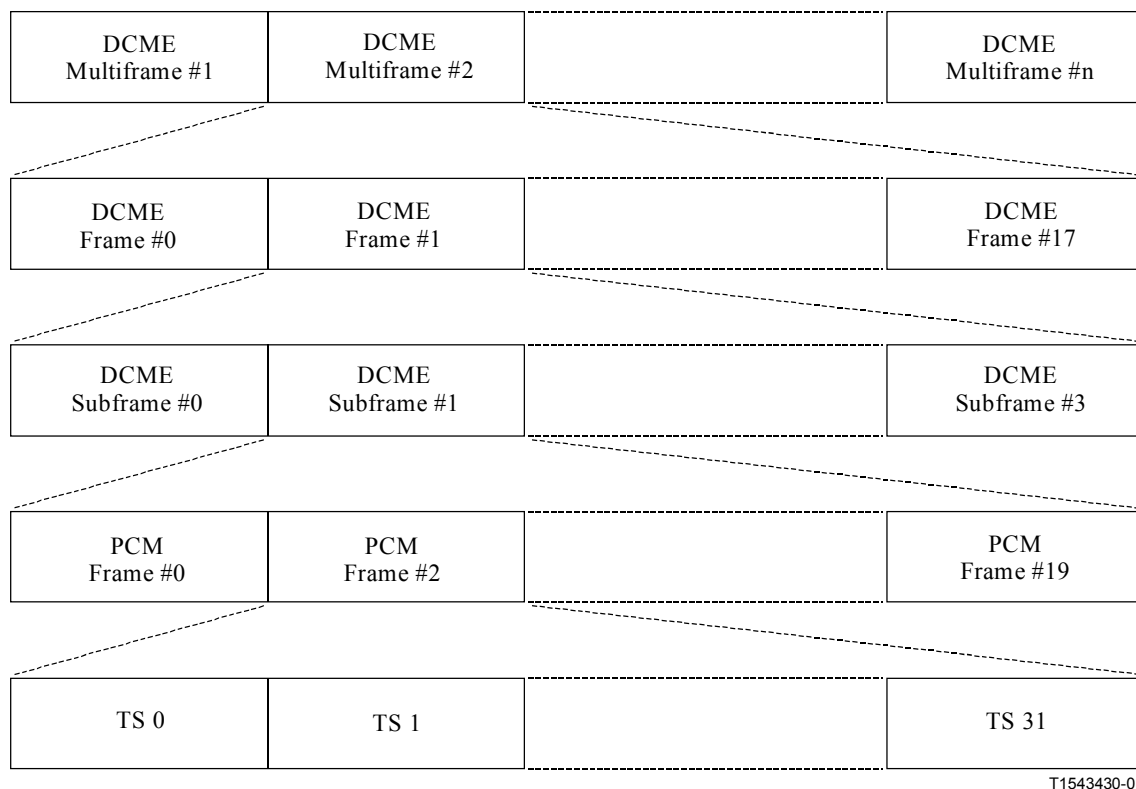 DCME
Multiframe #1
DCME
Multiframe #2
DCME
Multiframe #n
DCME
Frame #0
DCME
Frame #1
DCME
Frame #17
DCME
Subframe #0
DCME
Subframe #1
DCME
Subframe #3
PCM
Frame #0
PCM
Frame #2
PCM
Frame #19
TS 0
TS 1
TS 31
T1543430-0